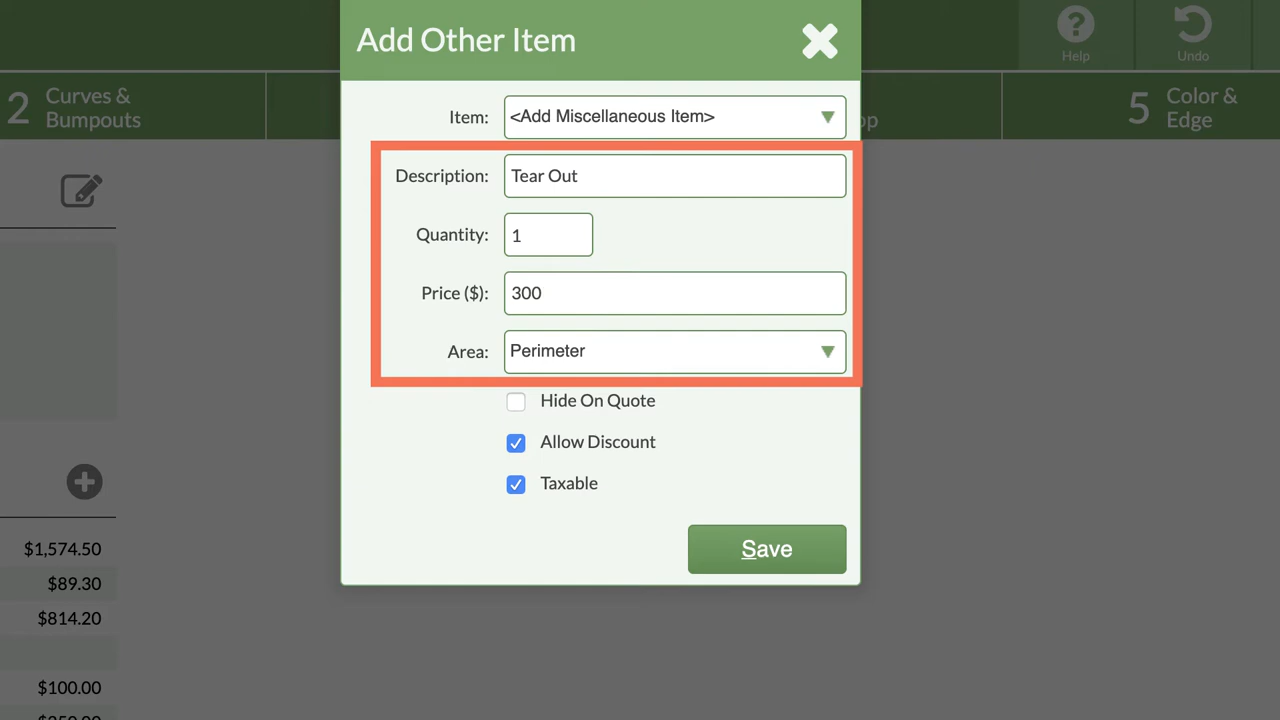 Add Other Item
Help
Undo
2 Curves &
Bumpouts
5 Color &
Edge
Item: <Add Miscellaneous Item>
Description: Tear Out
Quantity: 1
Price ($): 300
Area: Perimeter
Hide On Quote
Allow Discount
Taxable
Save
$1,574.50
$89.30
$814.20
$100.00